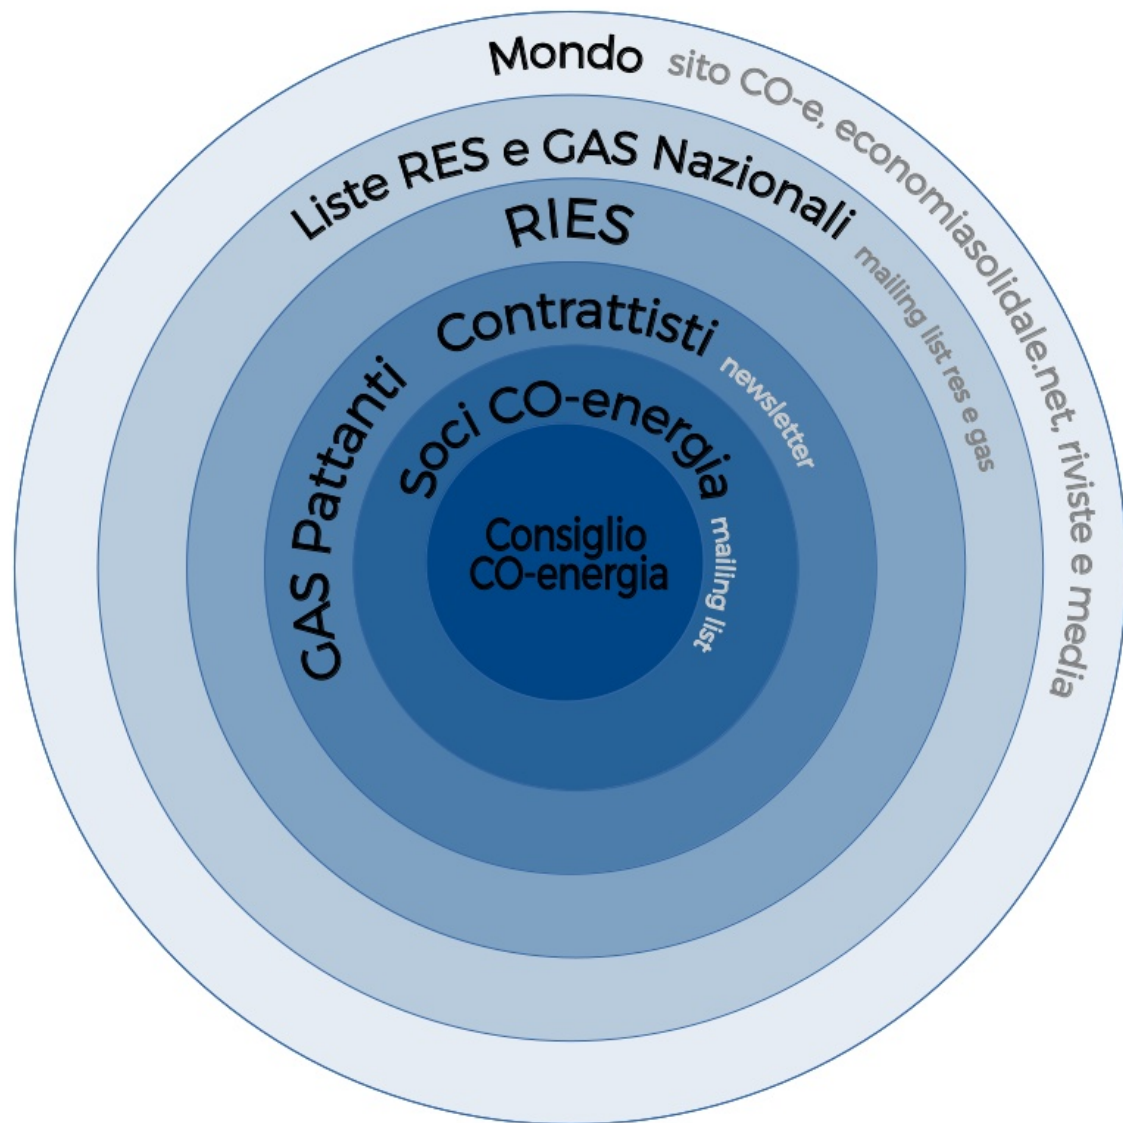 Mondo
sito CO-e, economiasolidale.net, riviste e media
Liste RES e GAS Nazionali
mailing list res e gas
RIES
GAS Pattanti
Contrattisti
newsletter
Soci CO-energia
mailing list
Consiglio
CO-energia